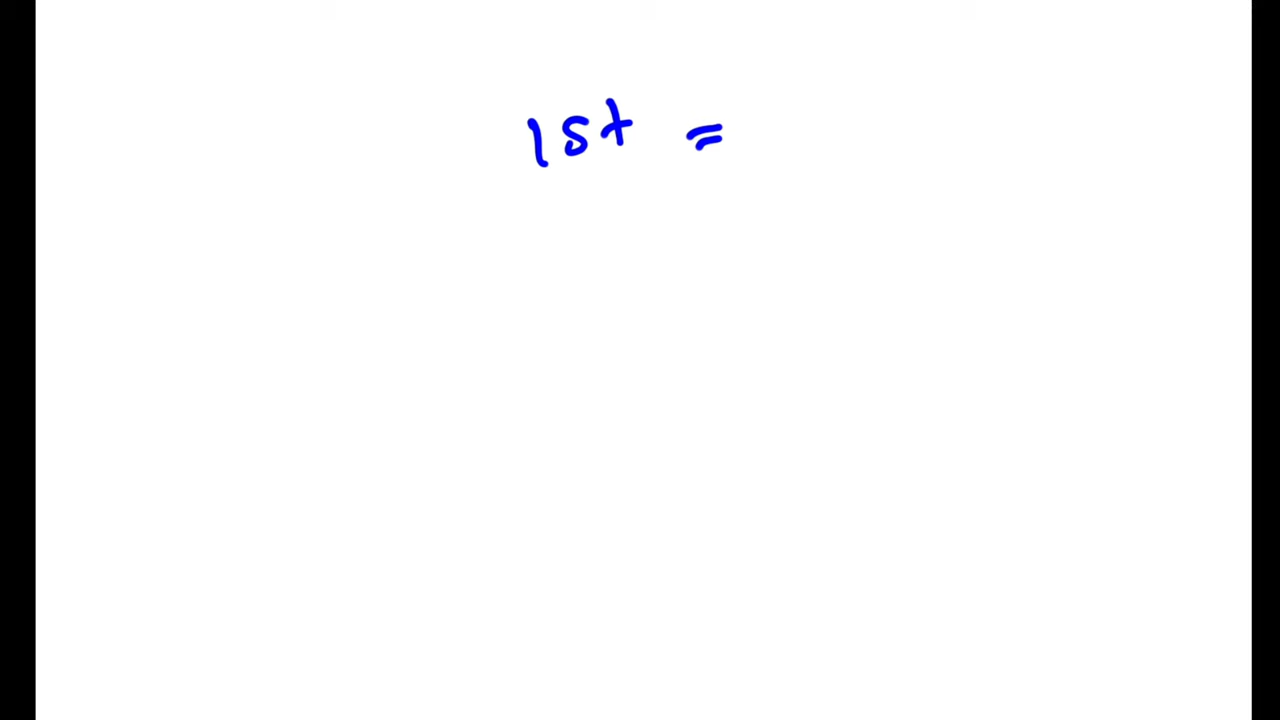 1st =